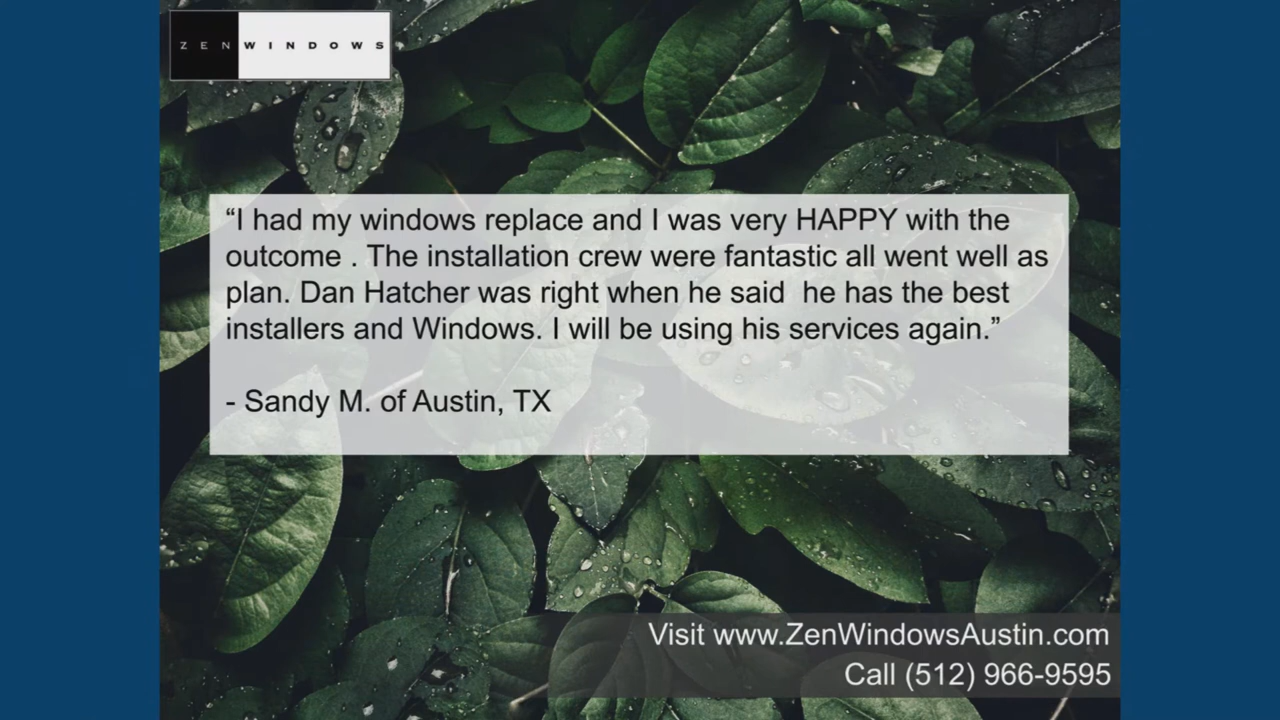 ZEN WINDOWS
“I had my windows replace and I was very HAPPY with the
outcome . The installation crew were fantastic all went well as
plan. Dan Hatcher was right when he said  he has the best
installers and Windows. I will be using his services again.”
- Sandy M. of Austin, TX
Visit www.ZenWindowsAustin.com
Call (512) 966-9595